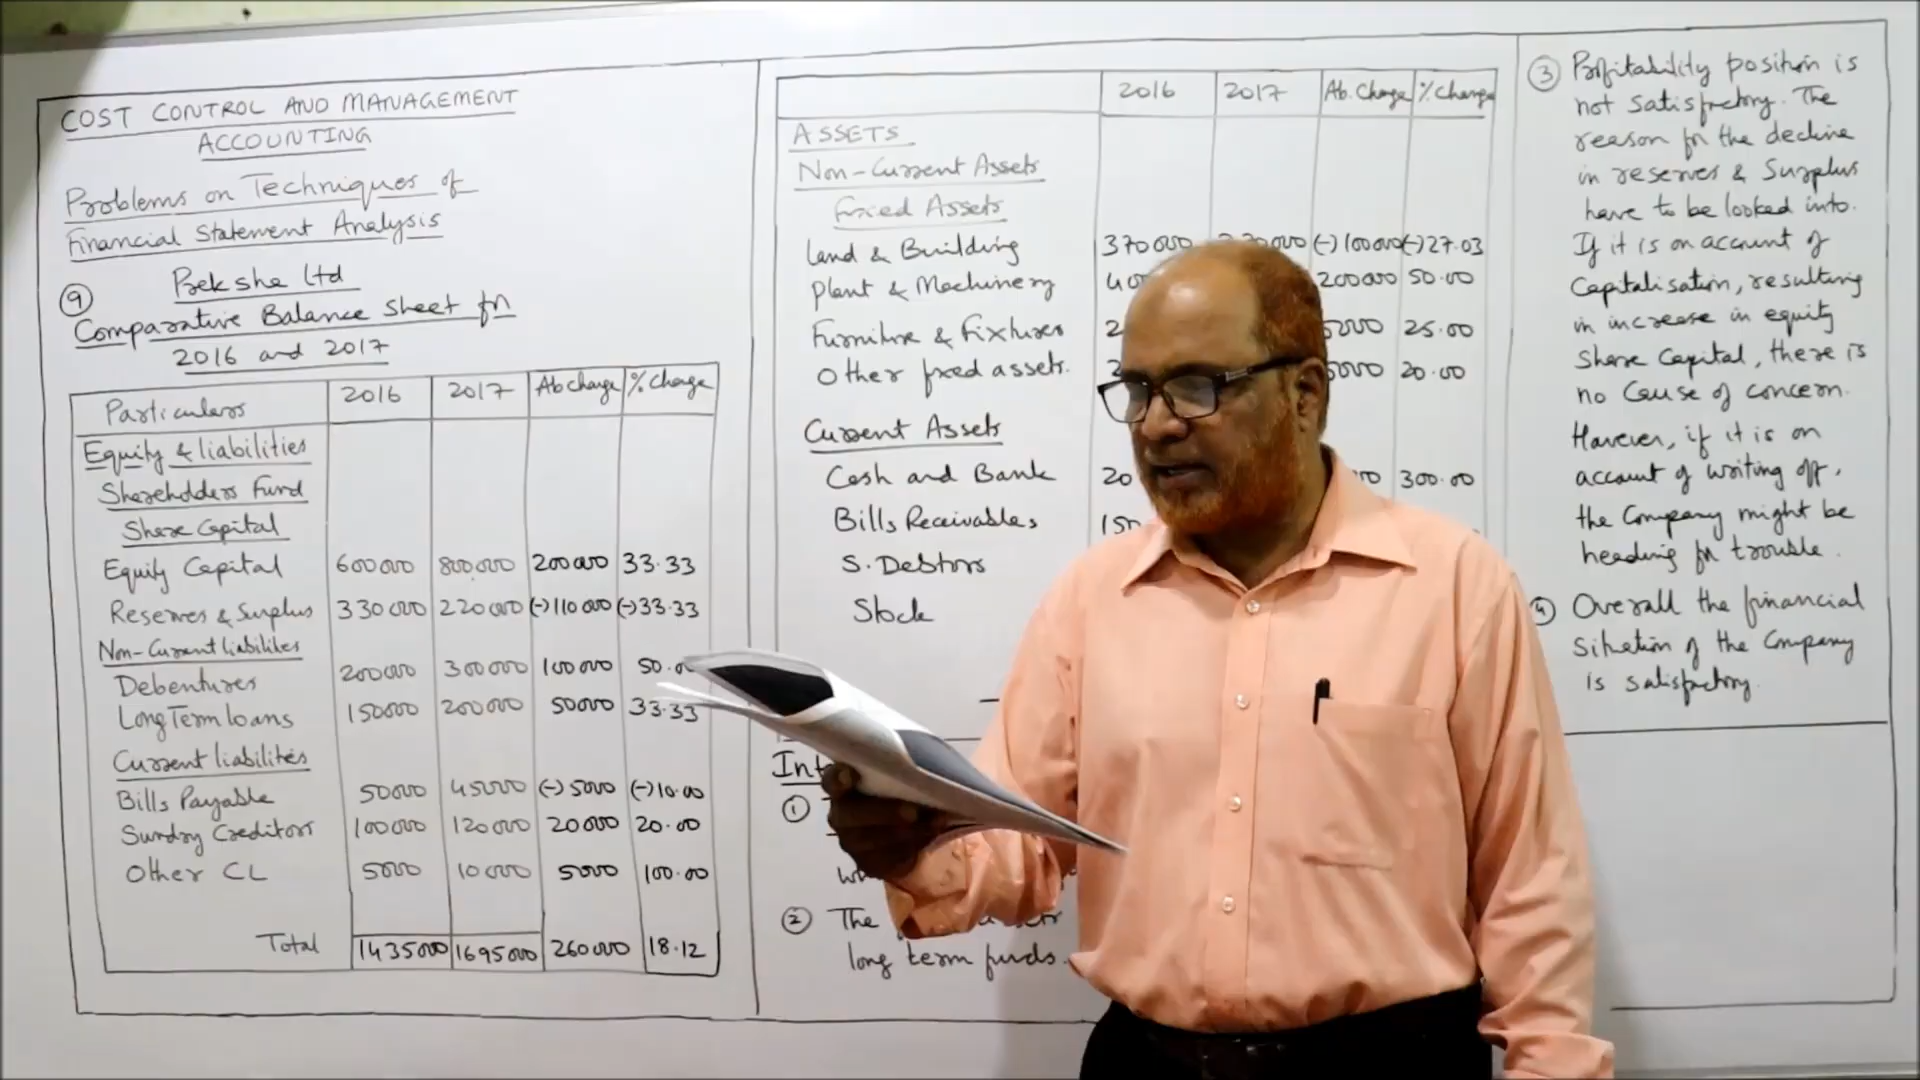 COST CONTROL AND MANAGEMENT
ACCOUNTING
Problems on Techniques of
Financial Statement Analysis
9 Peksha Ltd
Comparative Balance Sheet for
2016 and 2017
Particulars 2016 2017 Ab change % Change
Equity & liabilities
Shareholders Fund
Share Capital
Equity Capital 600000 800000 200000 33.33
Reserves & Surplus 330000 220000 (-) 110000 (-) 33.33
Non-Current liabilites
Debentures 200000 300000 100000 50.
Long Term loans 150000 200000 50000 33.33
Current liabilities
Bills Payable 50000 45000 (-) 5000 (-) 10.00
Sundry Creditors 100000 120000 20000 20.00
Other CL 5000 10000 5000 100.00
Total 1435000 1695000 260000 18.12
2016 2017 Ab. Change % Change
ASSETS
Non-Current Assets
Fixed Assets
Land & Building 370000 (-) 100000 (-) 27.03
Plant & Machinery 200000 50.00
Furniture & Fixtures 25.00
Other fixed assets. 20.00
Current Assets
Cash and Bank 300.00
Bills Receivables
S. Debtors
Stock
1
2 The
long term funds.
3 Profitability position is
not satisfactory. The
reason for the decline
in reserves & Surplus
have to be looked into.
If it is on account of
Capitalisation, resulting
in increase in equity
Share Capital, there is
no Cause of concern.
However, if it is on
account of writing off,
the Company might be
heading for trouble.
4 Overall the financial
situation of the Company
is satisfactory.